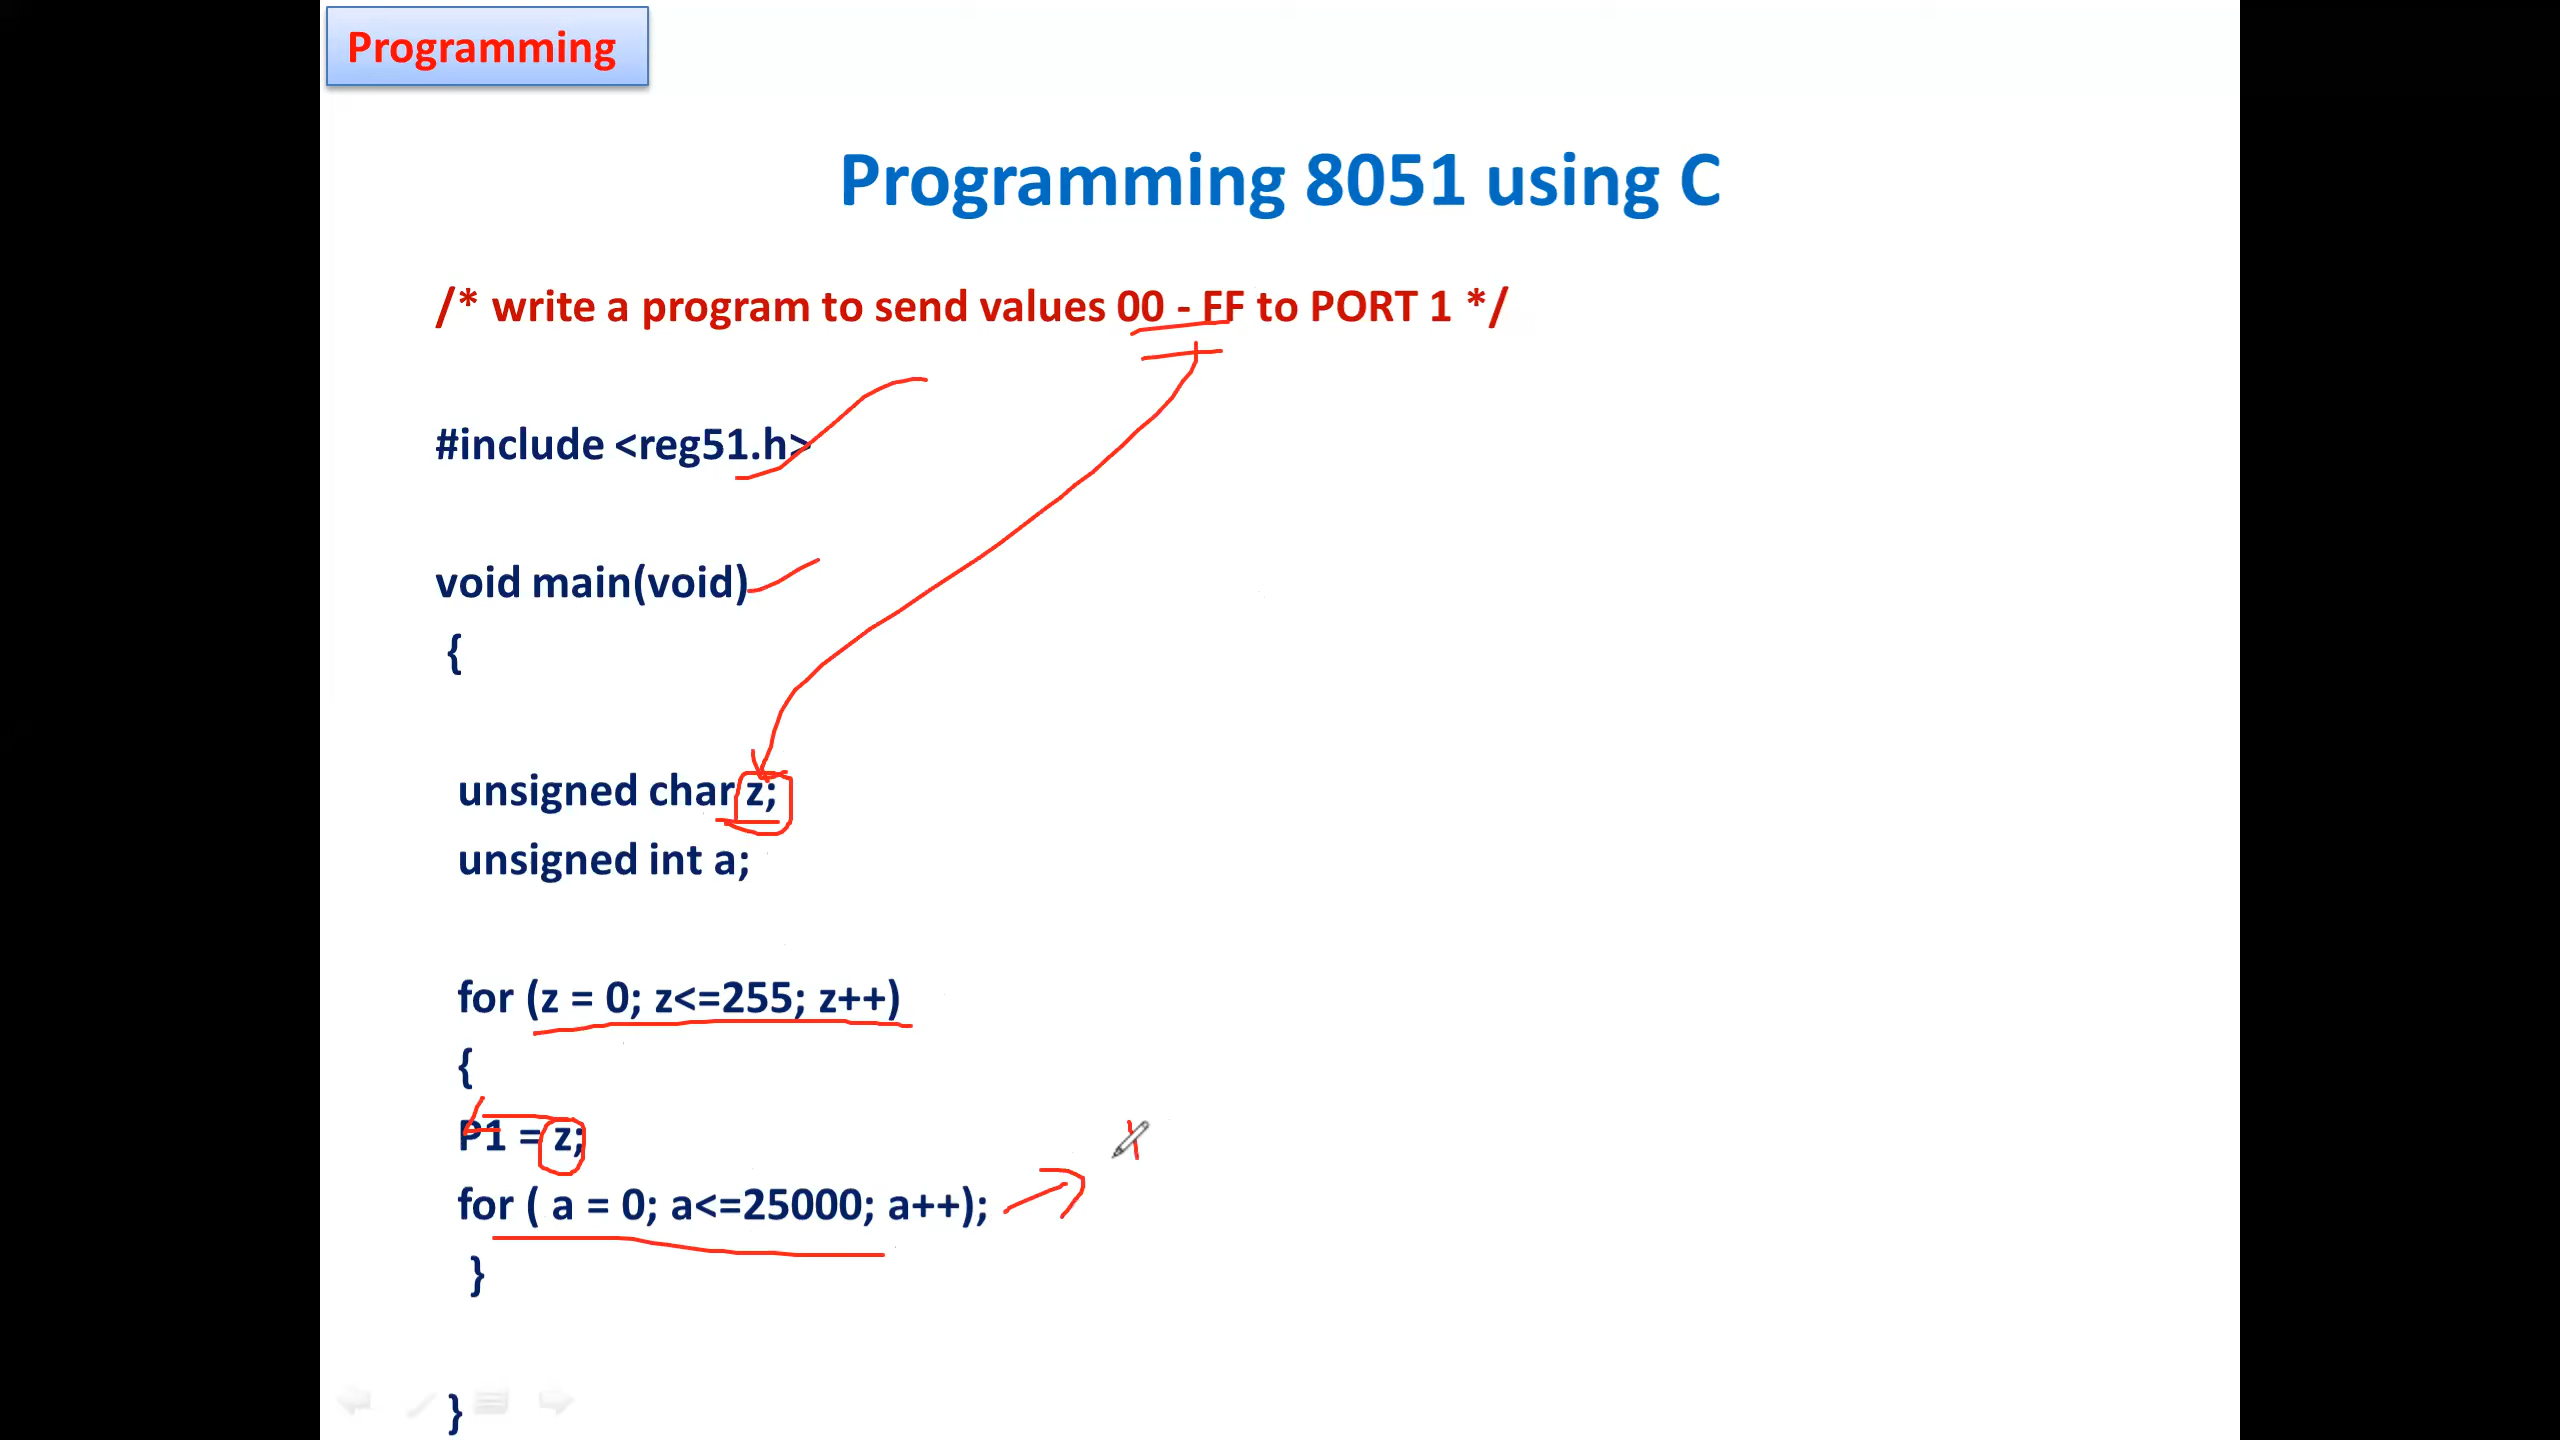 Programming
Programming 8051 using C
/* write a program to send values 00 - FF to PORT 1 */
#include <reg51.h>
void main(void)
{
unsigned char z;
unsigned int a;
for (z = 0; z<=255; z++)
{
P1 = z;
for ( a = 0; a<=25000; a++);
}
}